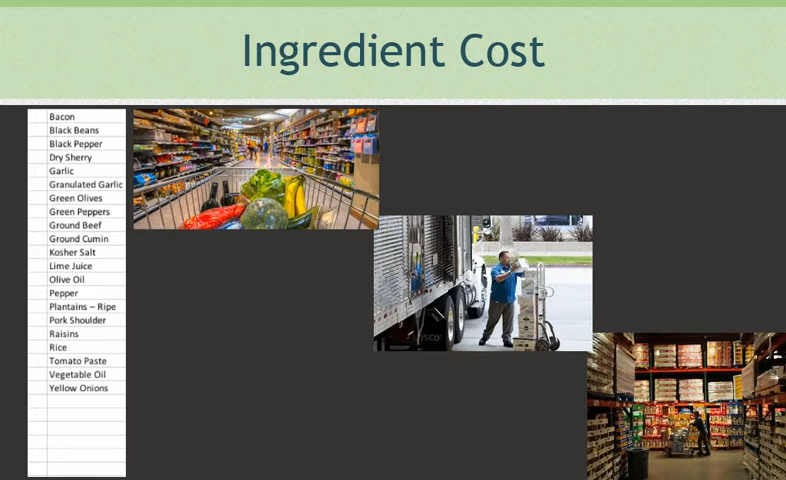 Ingredient Cost
Bacon
Black Beans
Black Pepper
Dry Sherry
Garlic
Granulated Garlic
Green Olives
Green Peppers
Ground Beef
Ground Cumin
Kosher Salt
Lime Juice
Olive Oil
Pepper
Plantains – Ripe
Pork Shoulder
Raisins
Rice
Tomato Paste
Vegetable Oil
Yellow Onions